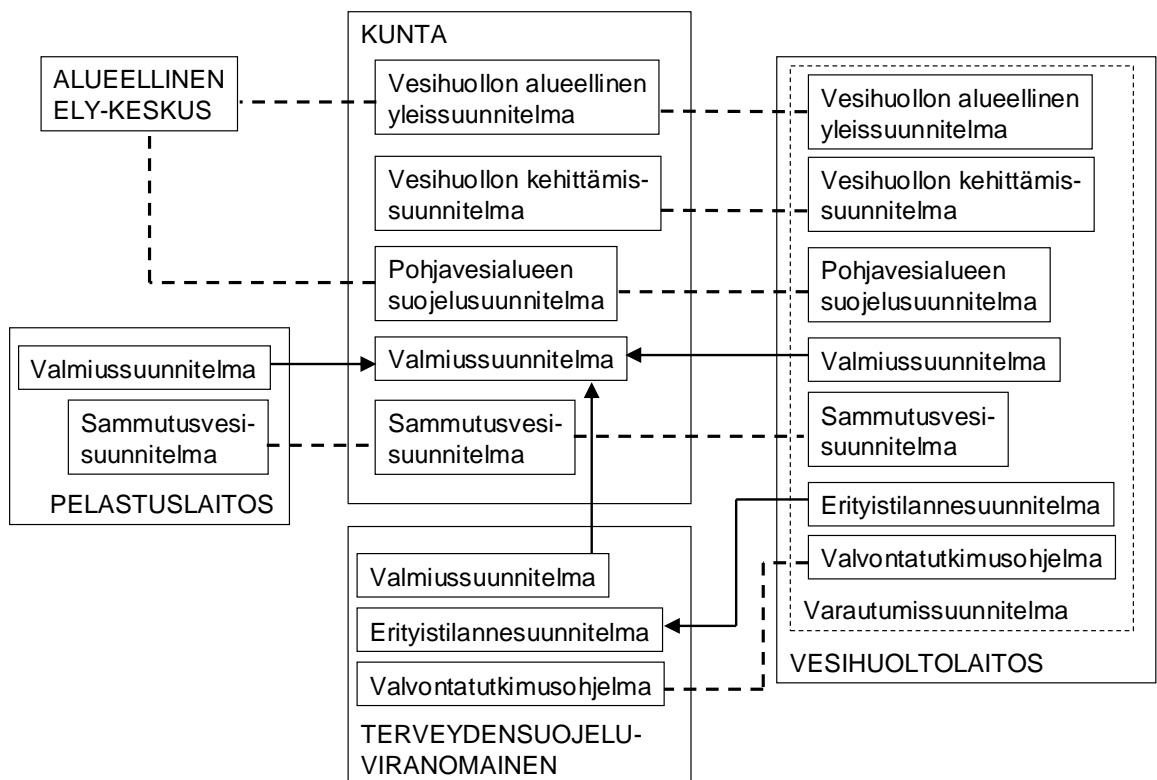 ALUEELLINEN
ELY-KESKUS
KUNTA
Vesihuollon alueellinen
yleissuunnitelma
Vesihuollon kehittämis-
suunnitelma
Pohjavesialueen
suojelusuunnitelma
Valmiussuunnitelma
Sammutusvesi-
suunnitelma
Valmiussuunnitelma
Sammutusvesi-
suunnitelma
PELASTUSLAITOS
Valmiussuunnitelma
Erityistilannesuunnitelma
Valvontatutkimusohjelma
TERVEYDENSUOJELU-
VIRANOMAINEN
Vesihuollon alueellinen
yleissuunnitelma
Vesihuollon kehittämis-
suunnitelma
Pohjavesialueen
suojelusuunnitelma
Valmiussuunnitelma
Sammutusvesi-
suunnitelma
Erityistilannesuunnitelma
Valvontatutkimusohjelma
Varautumissuunnitelma
VESIHUOLTOLAITOS